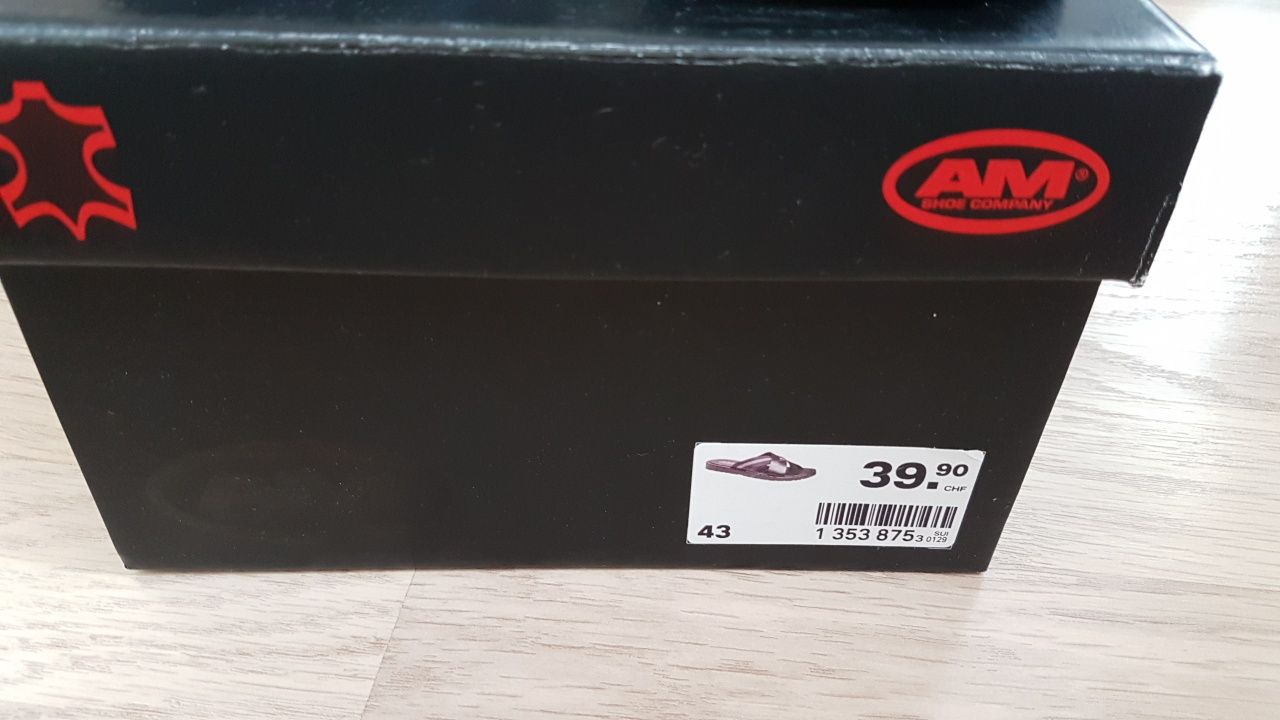 AM®
SHOE COMPANY
39.90
CHF
43
1 353 875 3
SUI
0129